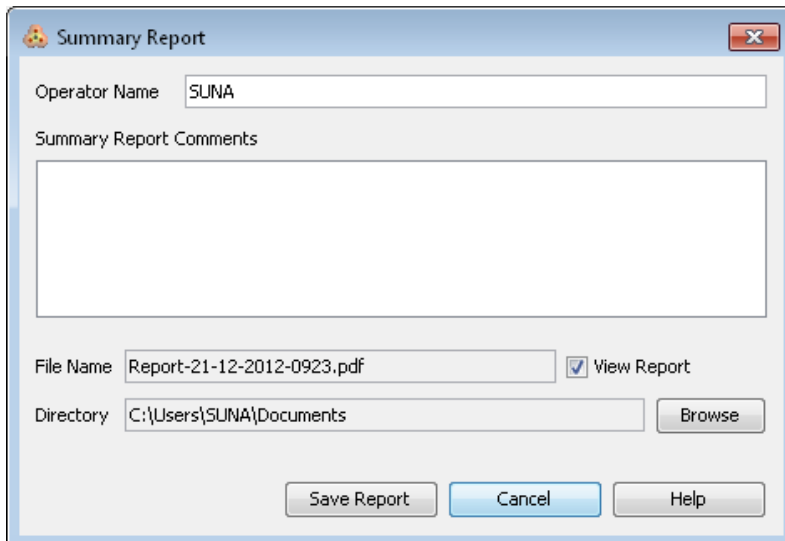 Summary Report
Operator Name SUNA
Summary Report Comments
File Name Report-21-12-2012-0923.pdf View Report
Directory C:\Users\SUNA\Documents Browse
Save Report Cancel Help